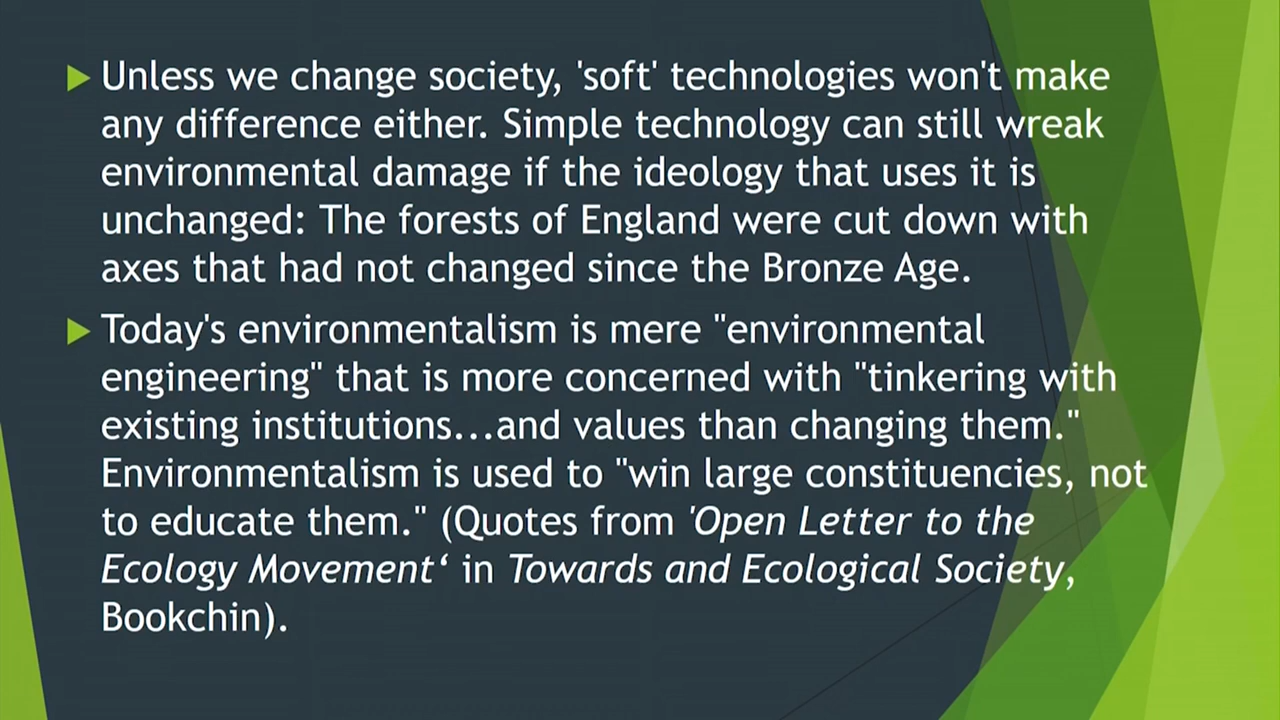 Unless we change society, 'soft' technologies won't make
any difference either. Simple technology can still wreak
environmental damage if the ideology that uses it is
unchanged: The forests of England were cut down with
axes that had not changed since the Bronze Age.
Today's environmentalism is mere "environmental
engineering" that is more concerned with "tinkering with
existing institutions...and values than changing them."
Environmentalism is used to "win large constituencies, not
to educate them." (Quotes from 'Open Letter to the
Ecology Movement‘ in Towards and Ecological Society,
Bookchin).